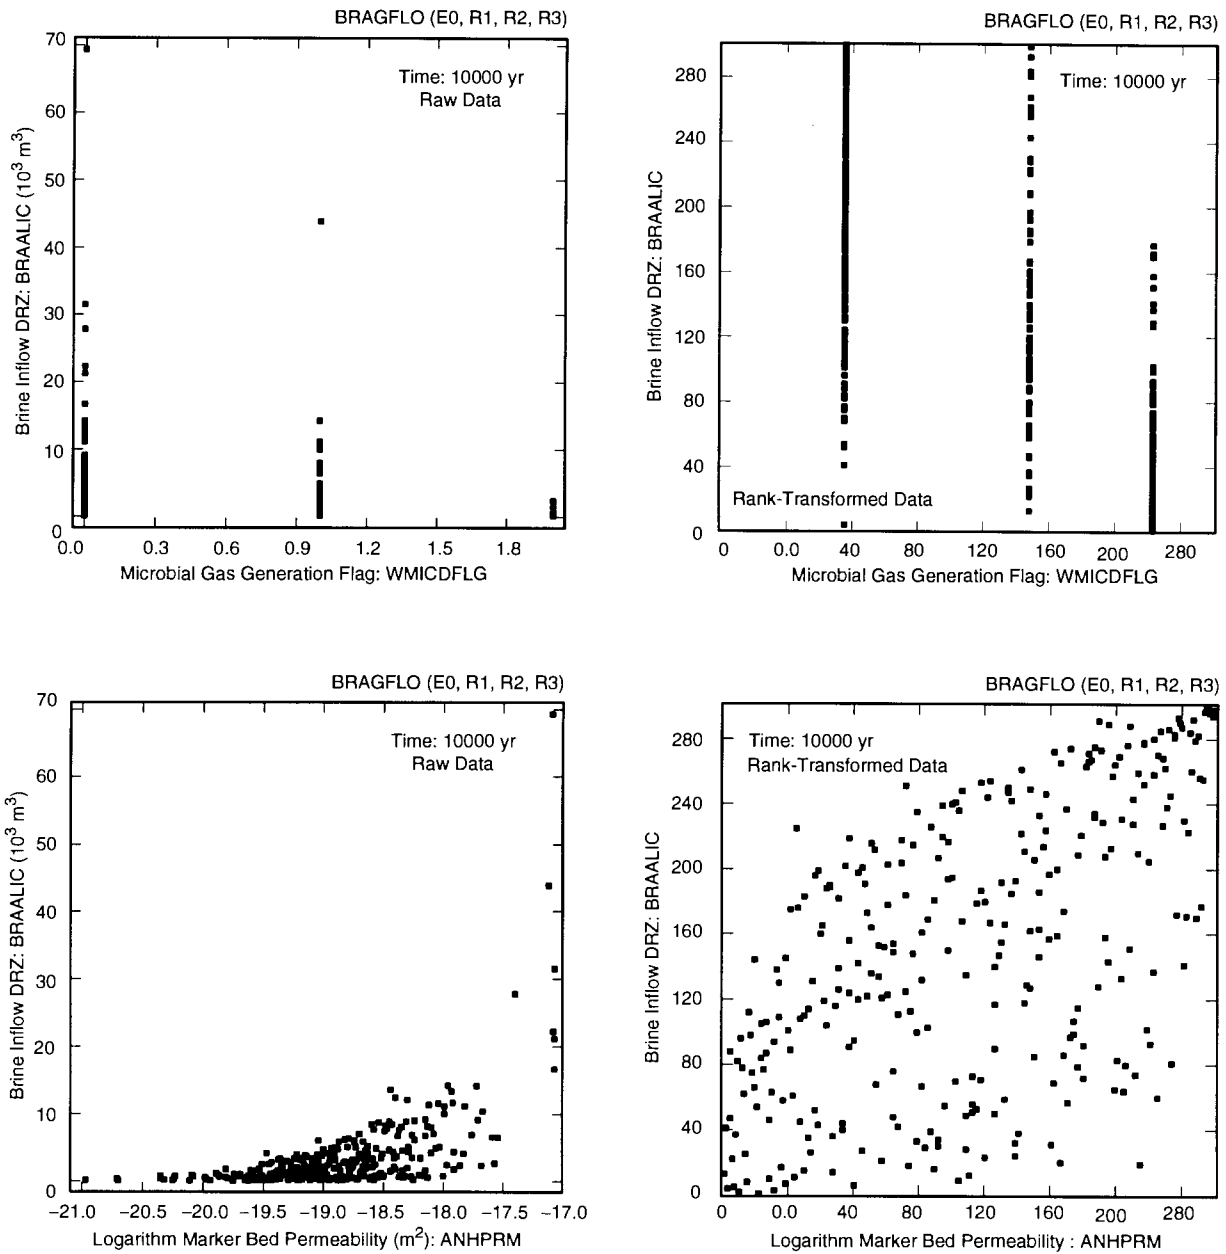 BRAGFLO (E0, R1, R2, R3)
70
60
50
40
30
20
10
0
Brine Inflow DRZ: BRAALIC (10³ m³)
Time: 10000 yr
Raw Data
0.0 0.3 0.6 0.9 1.2 1.5 1.8
Microbial Gas Generation Flag: WMICDFLG
BRAGFLO (E0, R1, R2, R3)
280
240
200
160
120
80
40
0
Brine Inflow DRZ: BRAALIC
Time: 10000 yr
Rank-Transformed Data
0 0.0 40 80 120 160 200 280
Microbial Gas Generation Flag: WMICDFLG
BRAGFLO (E0, R1, R2, R3)
70
60
50
40
30
20
10
0
Brine Inflow DRZ: BRAALIC (10³ m³)
Time: 10000 yr
Raw Data
−21.0 −20.5 −20.0 −19.5 −19.0 −18.5 −18.0 −17.5 −17.0
Logarithm Marker Bed Permeability (m²): ANHPRM
BRAGFLO (E0, R1, R2, R3)
280
240
200
160
120
80
40
0
Brine Inflow DRZ: BRAALIC
Time: 10000 yr
Rank-Transformed Data
0 0.0 40 80 120 160 200 280
Logarithm Marker Bed Permeability : ANHPRM